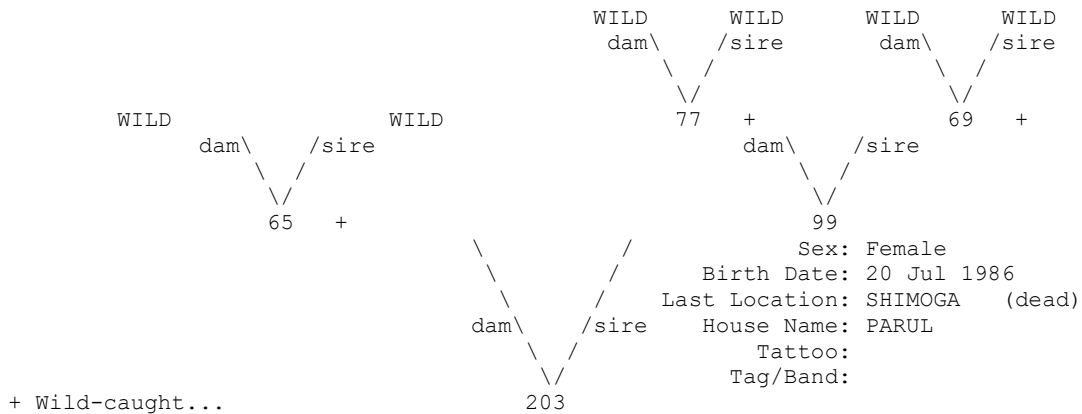 WILD WILD WILD WILD
dam\ /sire dam\ /sire
\ / \ /
\/ \/
WILD WILD 77 + 69 +
dam\ /sire dam\ /sire
\ / \ /
\/ \/
65 + 99
\ / Sex: Female
\ / Birth Date: 20 Jul 1986
\ / Last Location: SHIMOGA (dead)
dam\ /sire House Name: PARUL
\ / Tattoo:
\/ Tag/Band:
+ Wild-caught... 203